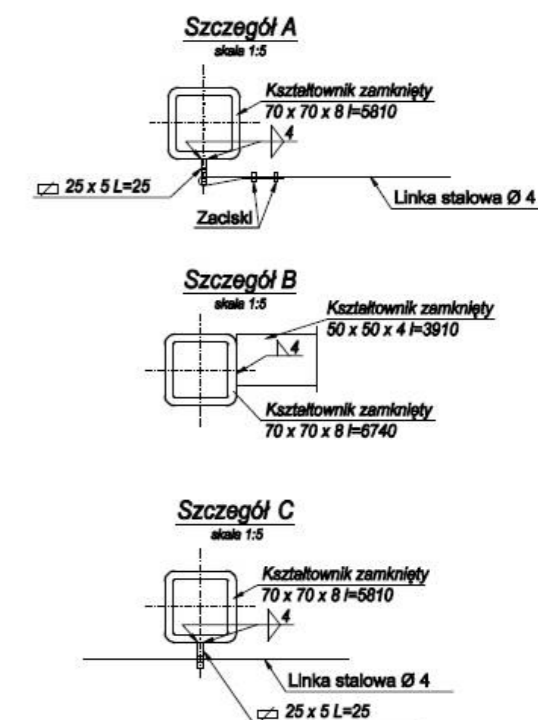 Szczegół A
skala 1:5
Kształtownik zamknięty
70 x 70 x 8 l=5810
4
25 x 5 L=25
Linka stalowa Ø 4
Zaciski
Szczegół B
skala 1:5
Kształtownik zamknięty
50 x 50 x 4 l=3910
4
Kształtownik zamknięty
70 x 70 x 8 l=6740
Szczegół C
skala 1:5
Kształtownik zamknięty
70 x 70 x 8 l=5810
4
Linka stalowa Ø 4
25 x 5 L=25